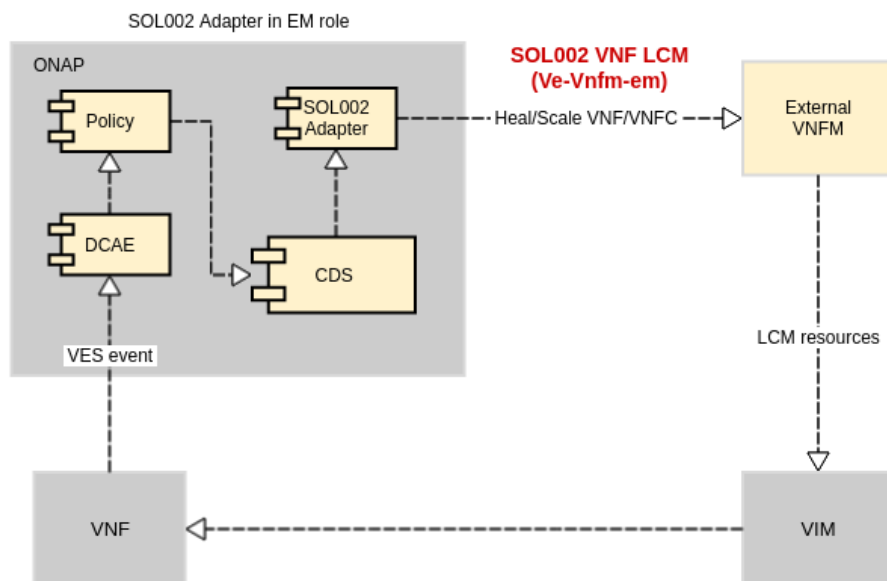 SOL002 Adapter in EM role
ONAP
SOL002 VNF LCM
(Ve-Vnfm-em)
Policy
SOL002
Adapter
Heal/Scale VNF/VNFC
External
VNFM
DCAE
CDS
VES event
LCM resources
VNF
VIM